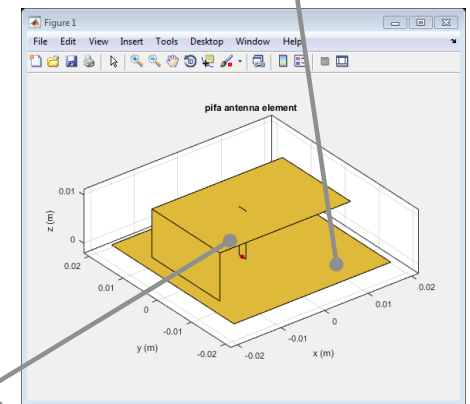 Figure 1
File Edit View Insert Tools Desktop Window Help
pifa antenna element
0.01
0
z (m)
0.02
0.01
0
-0.01
-0.02
y (m)
-0.02
-0.01
0
0.01
0.02
x (m)